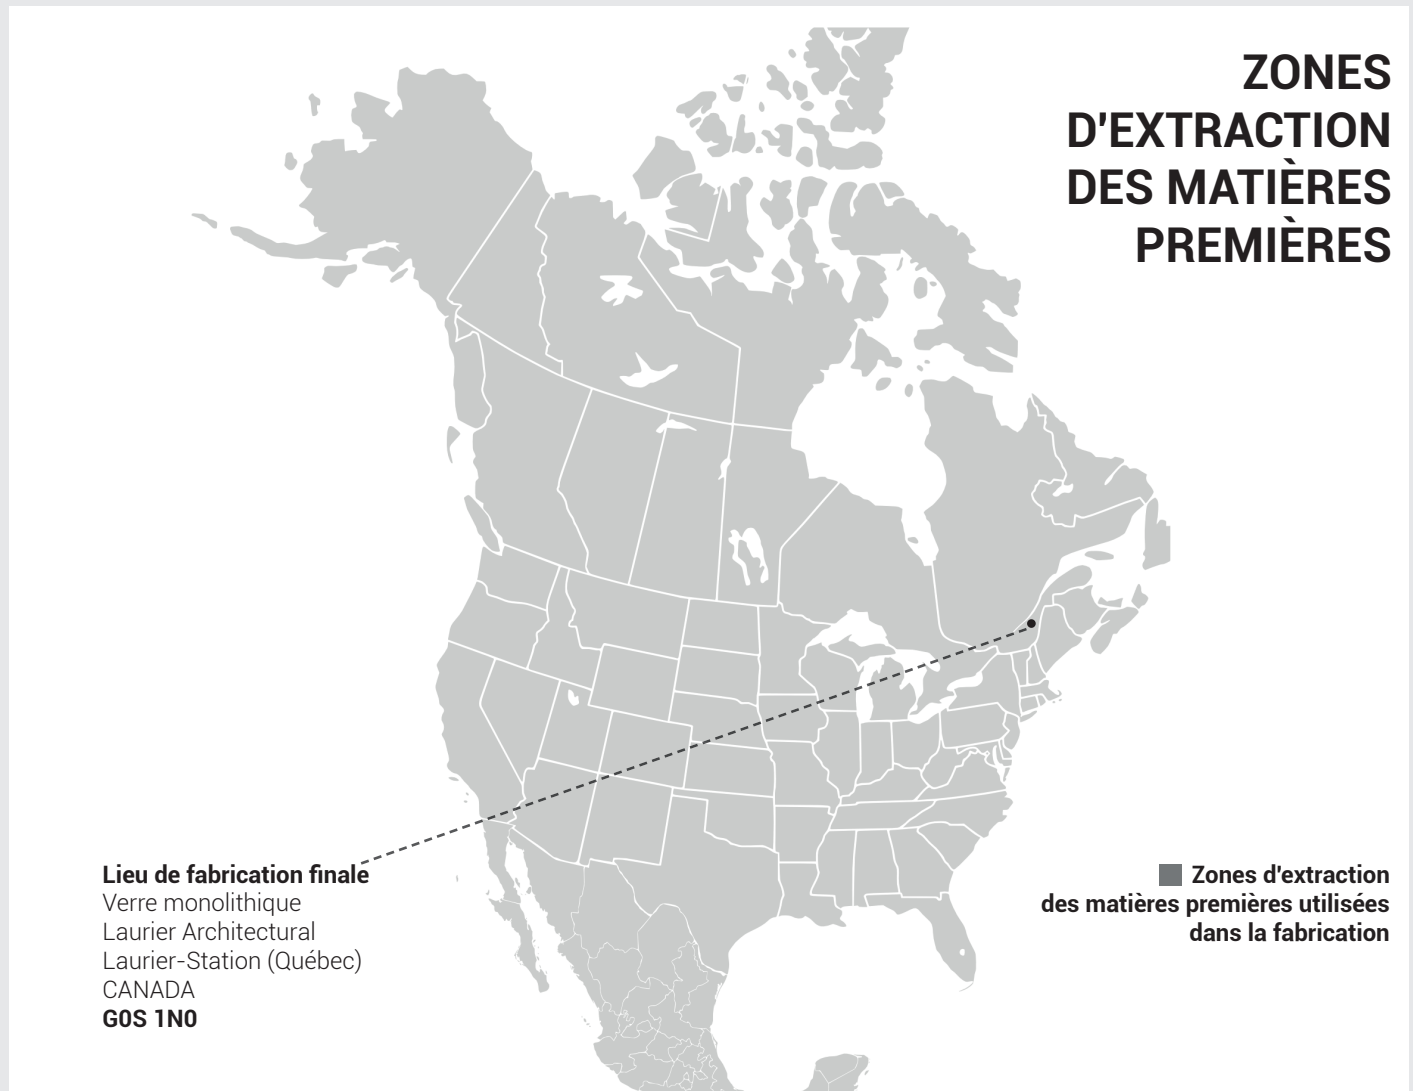 ZONES
D'EXTRACTION
DES MATIÈRES
PREMIÈRES
Lieu de fabrication finale
Verre monolithique
Laurier Architectural
Laurier-Station (Québec)
CANADA
G0S 1N0
Zones d'extraction
des matières premières utilisées
dans la fabrication